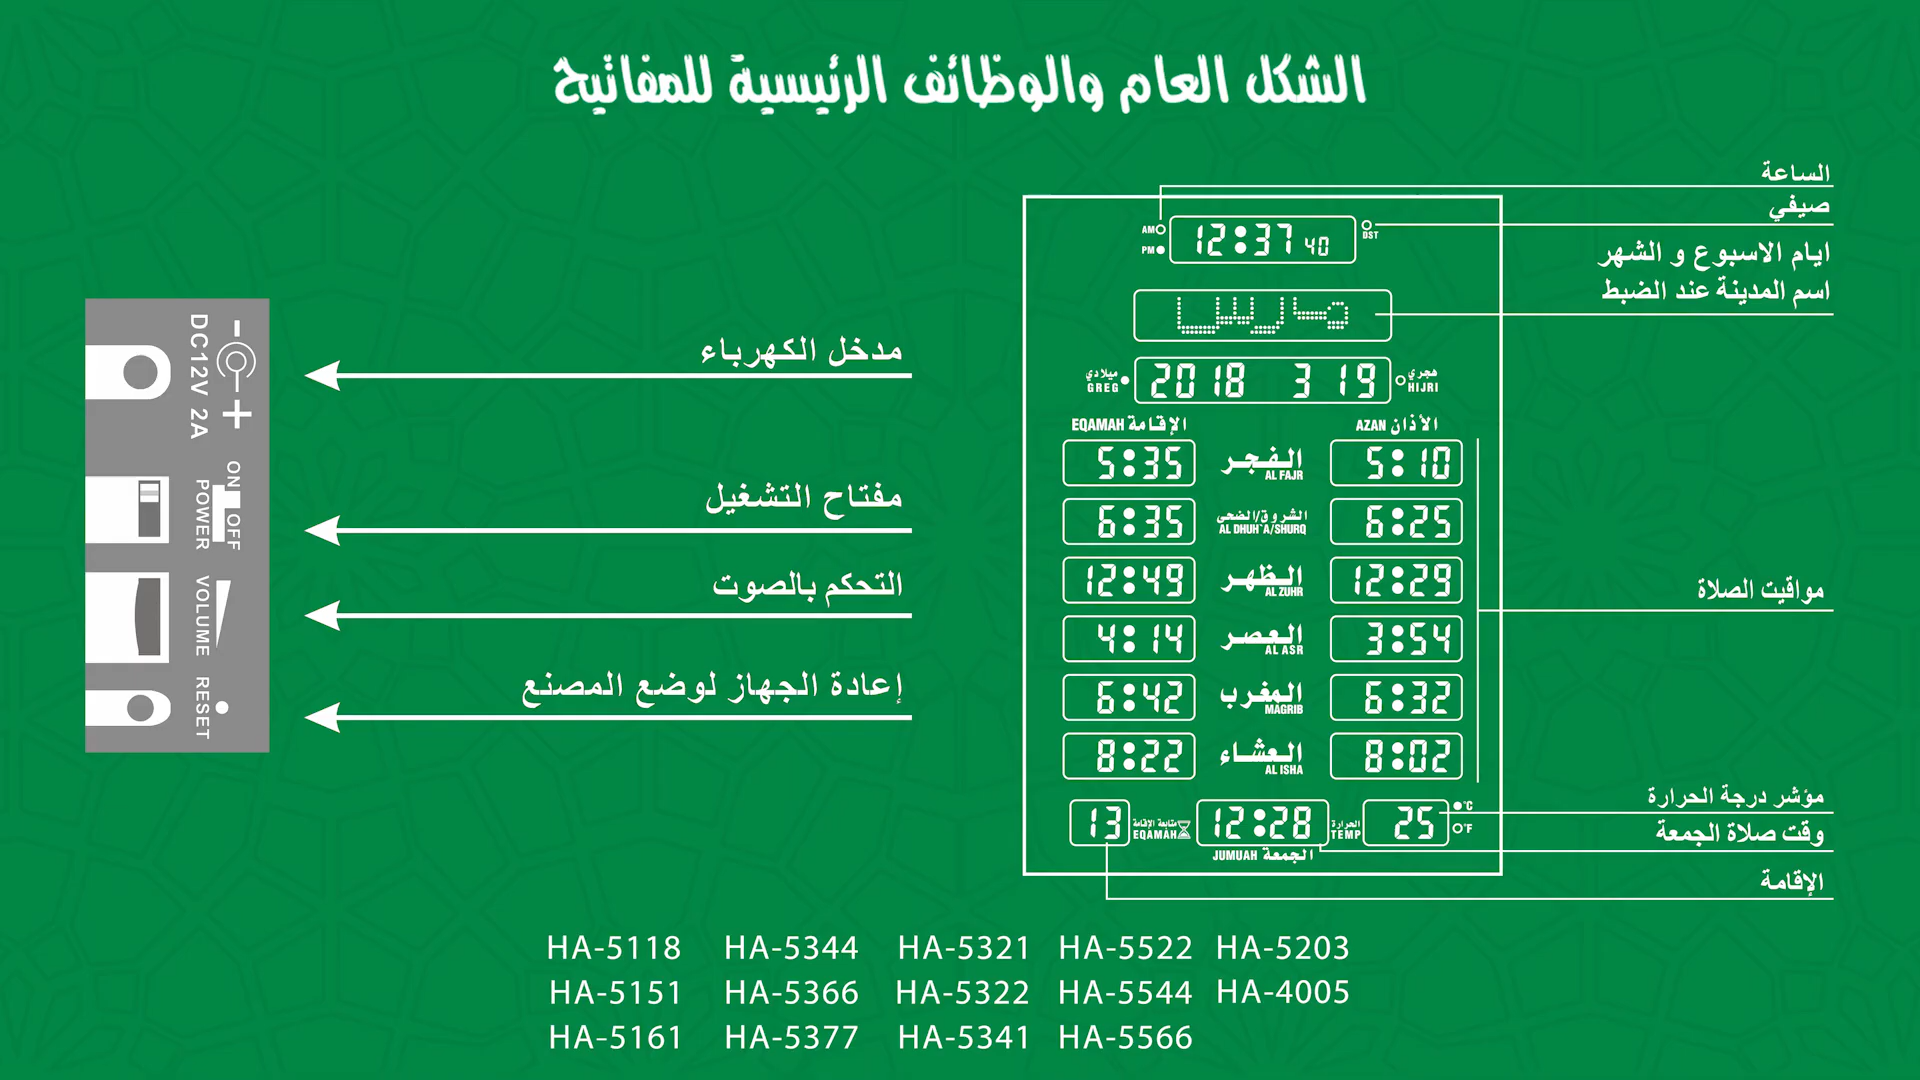 الشكل العام والوظائف الرئيسية للمفاتيح
الساعة
صيفي
ايام الاسبوع و الشهر
اسم المدينة عند الضبط
مواقيت الصلاة
مؤشر درجة الحرارة
وقت صلاة الجمعة
الإقامة
AM
PM
12:37 40
DST
مارس
هجري
HIJRI
2018 3 19
ميلادي
GREG
الأذان AZAN
الإقامة EQAMAH
5:10 الفجر 5:35
AL FAJR
6:25 الشروق/الضحى 6:35
AL DHUH`A/SHURQ
12:29 الظهر 12:49
AL ZUHR
3:54 العصر 4:14
AL ASR
6:32 المغرب 6:42
MAGRIB
8:02 العشاء 8:22
AL ISHA
°C
°F
25
الحرارة
TEMP
12:28
الجمعة JUMUAH
متابعة الإقامة
EQAMAH
13
مدخل الكهرباء
مفتاح التشغيل
التحكم بالصوت
إعادة الجهاز لوضع المصنع
- +
DC12V 2A
ON OFF
POWER
VOLUME
RESET
HA-5118 HA-5344 HA-5321 HA-5522 HA-5203
HA-5151 HA-5366 HA-5322 HA-5544 HA-4005
HA-5161 HA-5377 HA-5341 HA-5566